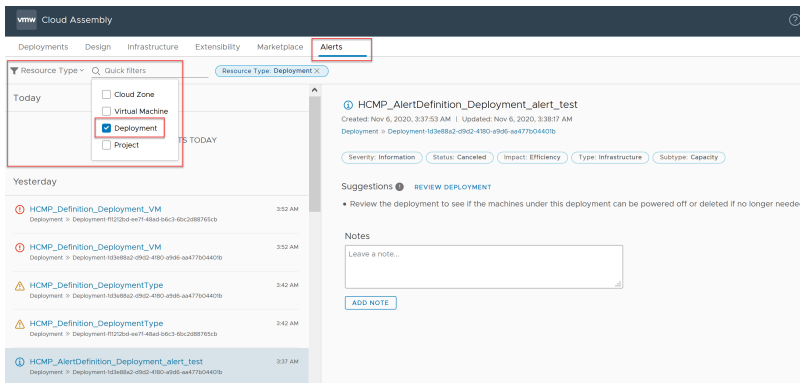 vmw Cloud Assembly
Deployments Design Infrastructure Extensibility Marketplace Alerts
Resource Type Quick filters Resource Type: Deployment
Cloud Zone
Virtual Machine
Deployment
Project
Today
TS TODAY
Yesterday
HCMP_Definition_Deployment_VM 3:52 AM
Deployment » Deployment-f11212bd-ee7f-48ad-b6c3-6bc2d88765cb
HCMP_Definition_Deployment_VM 3:52 AM
Deployment » Deployment-1d3e88a2-d9d2-4180-a9d6-aa477b04401b
HCMP_Definition_DeploymentType 3:42 AM
Deployment » Deployment-1d3e88a2-d9d2-4180-a9d6-aa477b04401b
HCMP_Definition_DeploymentType 3:42 AM
Deployment » Deployment-f11212bd-ee7f-48ad-b6c3-6bc2d88765cb
HCMP_AlertDefinition_Deployment_alert_test 3:37 AM
Deployment » Deployment-1d3e88a2-d9d2-4180-a9d6-aa477b04401b
HCMP_AlertDefinition_Deployment_alert_test
Created: Nov 6, 2020, 3:37:53 AM | Updated: Nov 6, 2020, 3:38:17 AM
Deployment » Deployment-1d3e88a2-d9d2-4180-a9d6-aa477b04401b
Severity: Information Status: Canceled Impact: Efficiency Type: Infrastructure Subtype: Capacity
Suggestions REVIEW DEPLOYMENT
• Review the deployment to see if the machines under this deployment can be powered off or deleted if no longer neede
Notes
Leave a note...
ADD NOTE